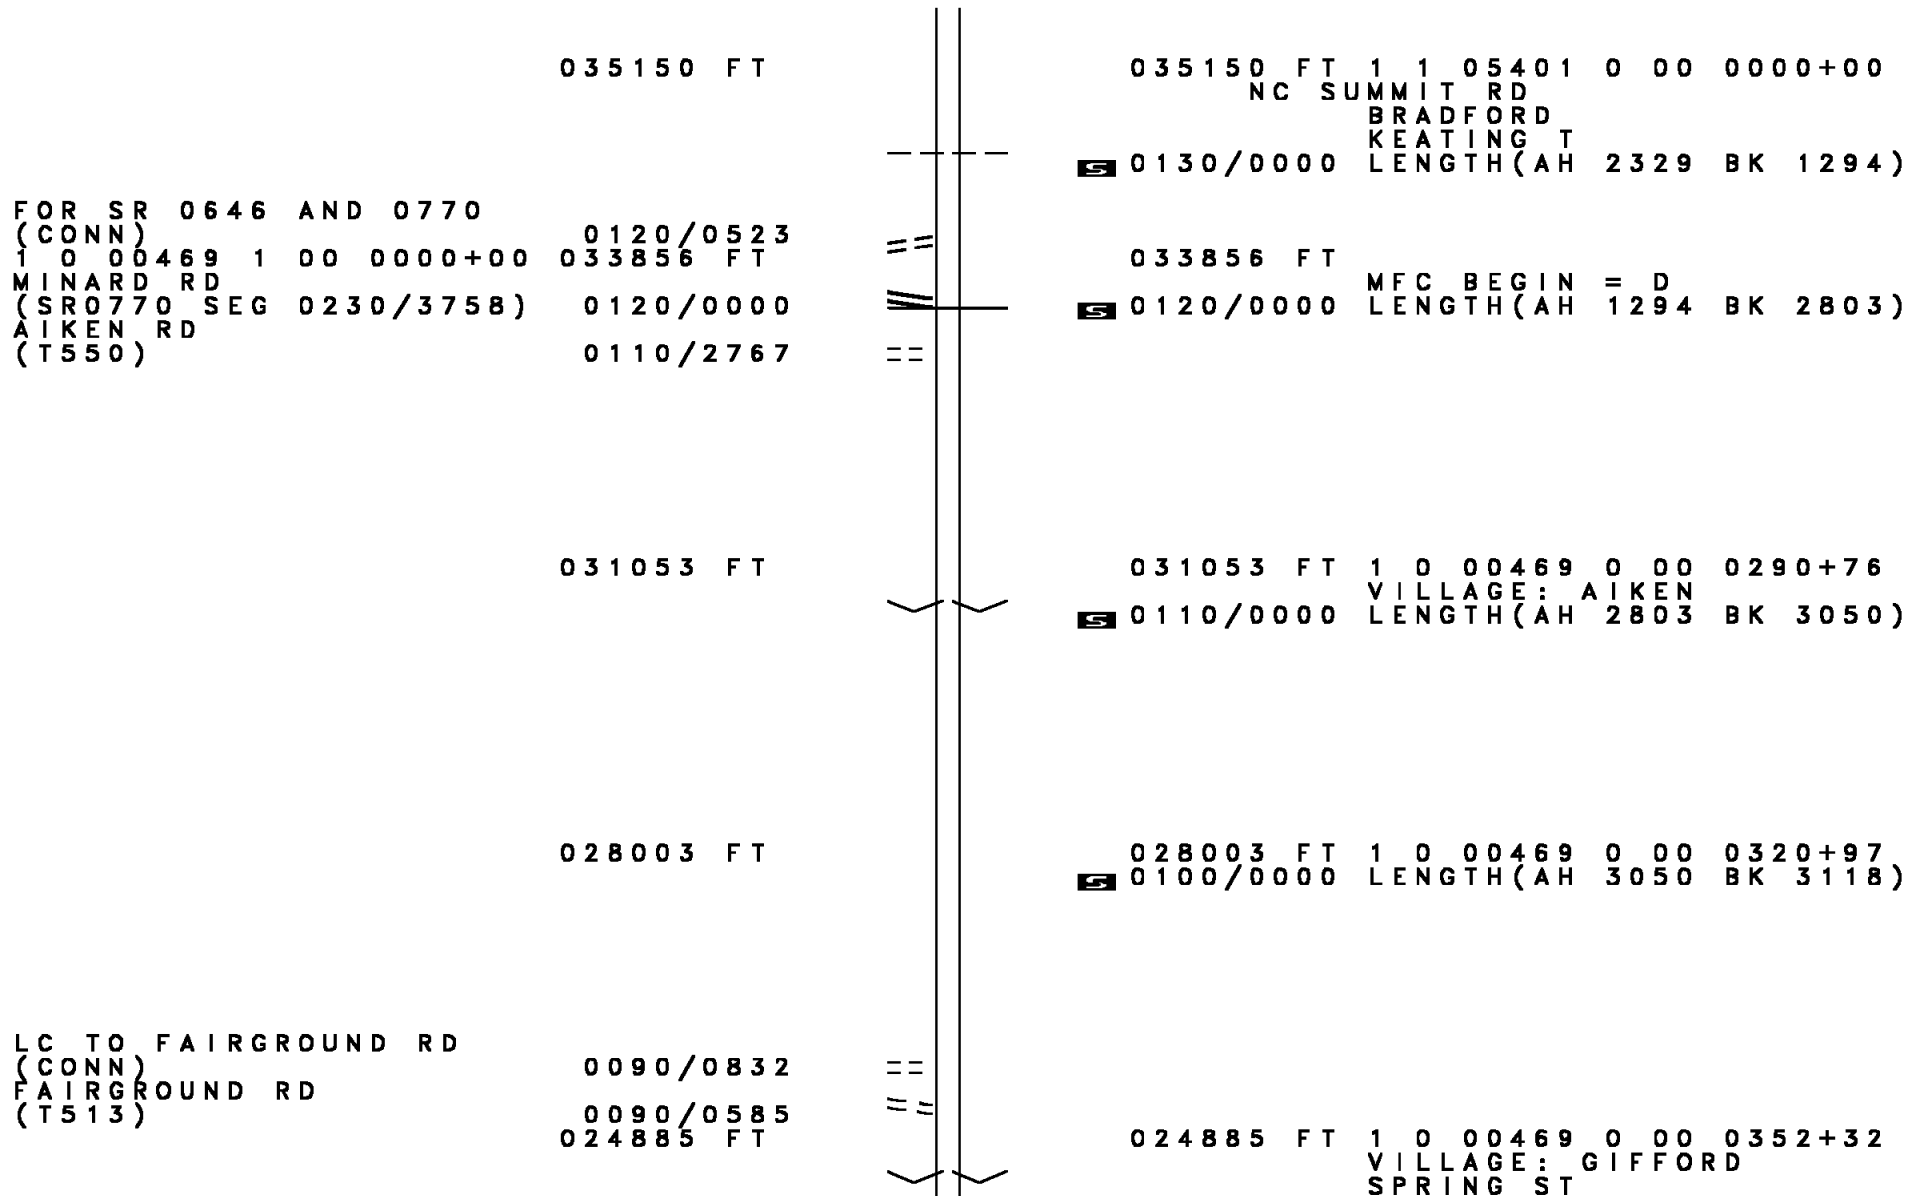 035150 FT 035150 FT 1 1 05401 0 00 0000+00
NC SUMMIT RD
BRADFORD
KEATING T
S 0130/0000 LENGTH(AH 2329 BK 1294)
FOR SR 0646 AND 0770
(CONN) 0120/0523
1 0 00469 1 00 0000+00 033856 FT 033856 FT
MINARD RD MFC BEGIN = D
(SR0770 SEG 0230/3758) 0120/0000 S 0120/0000 LENGTH(AH 1294 BK 2803)
AIKEN RD
(T550) 0110/2767
031053 FT 031053 FT 1 0 00469 0 00 0290+76
VILLAGE: AIKEN
S 0110/0000 LENGTH(AH 2803 BK 3050)
028003 FT 028003 FT 1 0 00469 0 00 0320+97
S 0100/0000 LENGTH(AH 3050 BK 3118)
LC TO FAIRGROUND RD
(CONN) 0090/0832
FAIRGROUND RD
(T513) 0090/0585
024885 FT 024885 FT 1 0 00469 0 00 0352+32
VILLAGE: GIFFORD
SPRING ST